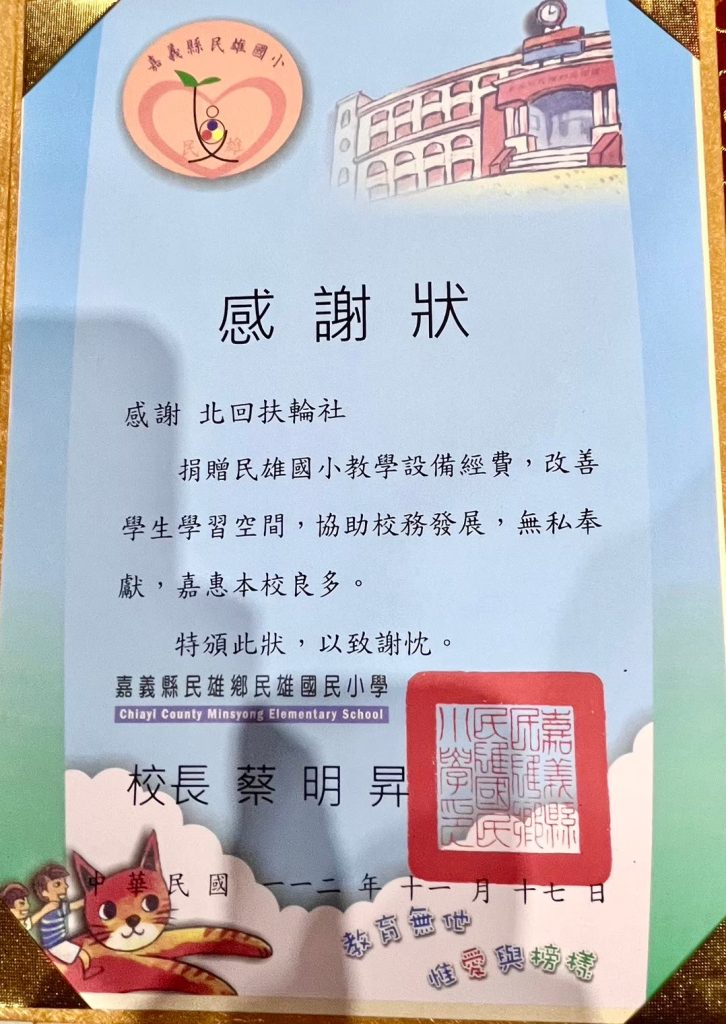 嘉義縣民雄國小
民 雄
感謝狀
感謝 北回扶輪社
捐贈民雄國小教學設備經費，改善
學生學習空間，協助校務發展，無私奉
獻，嘉惠本校良多。
特頒此狀，以致謝忱。
嘉義縣民雄鄉民雄國民小學
Chiayi County Minsyong Elementary School
校長 蔡明昇
嘉義縣
民雄鄉
民雄國民
小學
中華民國 一一二年 十一月 十七日
教育無他
惟愛與榜樣